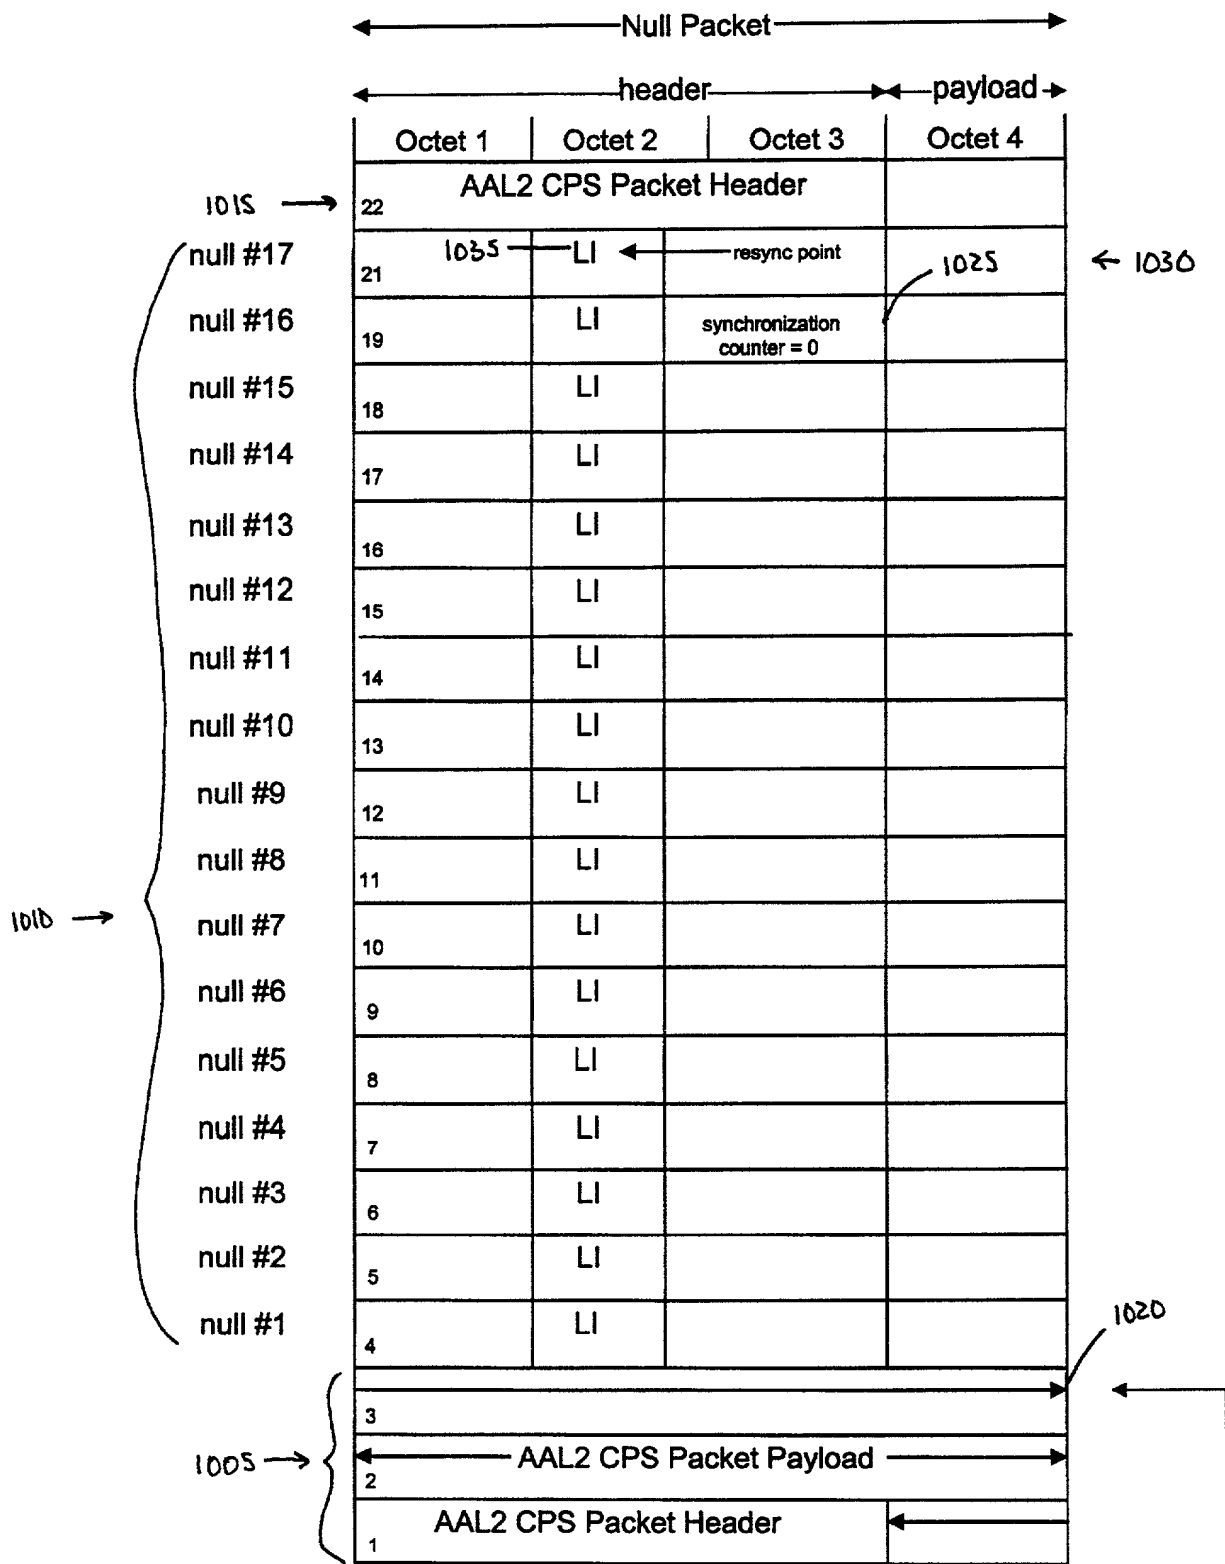 Null Packet
header payload
Octet 1 Octet 2 Octet 3 Octet 4
AAL2 CPS Packet Header
1015 22
null #17 1035 LI resync point 1030
21 1025
null #16 LI synchronization
19 counter = 0
null #15 LI
18
null #14 LI
17
null #13 LI
16
null #12 LI
15
null #11 LI
14
null #10 LI
13
null #9 LI
12
null #8 LI
11
1010 null #7 LI
10
null #6 LI
9
null #5 LI
8
null #4 LI
7
null #3 LI
6
null #2 LI
5
null #1 LI 1020
4
3
1005 AAL2 CPS Packet Payload
2
AAL2 CPS Packet Header
1